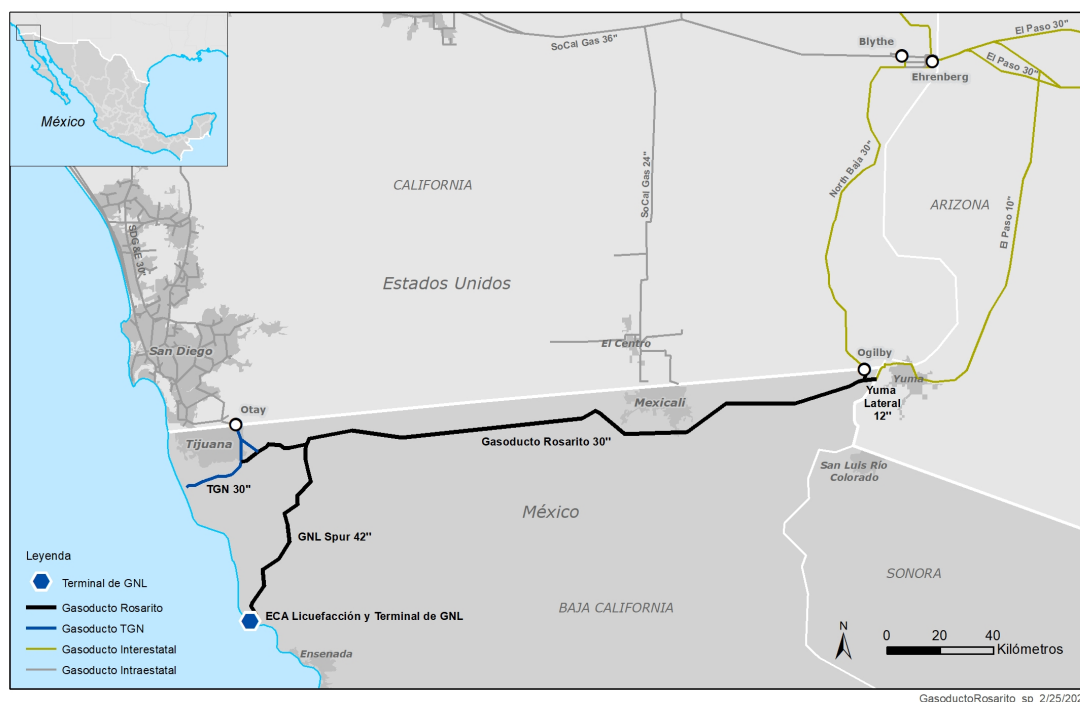 México
SoCal Gas 36"
Blythe
El Paso 30"
El Paso 30"
Ehrenberg
CALIFORNIA
SoCal Gas 24"
North Baja 30"
ARIZONA
El Paso 10"
SDG&E 30"
Estados Unidos
San Diego
El Centro
Ogilby
Yuma
Yuma
Lateral
12"
Otay
Mexicali
Tijuana
Gasoducto Rosarito 30"
San Luis Río
Colorado
TGN 30"
México
GNL Spur 42"
SONORA
BAJA CALIFORNIA
ECA Licuefacción y Terminal de GNL
Ensenada
Leyenda
Terminal de GNL
Gasoducto Rosarito
Gasoducto TGN
Gasoducto Interestatal
Gasoducto Intraestatal
N
0 20 40
Kilómetros
GasoductoRosarito_sp_2/25/202